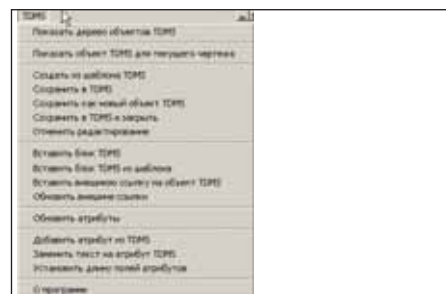 TDMS
Показать дерево объектов TDMS
Показать объект TDMS для текущего чертежа
Создать из шаблона TDMS
Сохранить в TDMS
Сохранить как новый объект TDMS
Сохранить в TDMS и закрыть
Отменить редактирование
Вставить блок TDMS
Вставить блок TDMS из шаблона
Вставить внешнюю ссылку на объект TDMS
Обновить внешние ссылки
Обновить атрибуты
Добавить атрибут из TDMS
Заменить текст на атрибут TDMS
Установить длину полей атрибутов
О программе